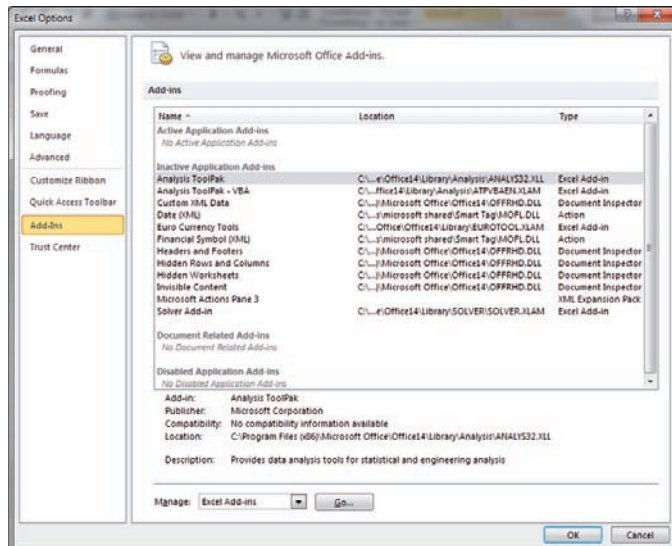 Excel Options
General
Formulas
Proofing
Save
Language
Advanced
Customize Ribbon
Quick Access Toolbar
Add-Ins
Trust Center
View and manage Microsoft Office Add-ins.
Add-ins
Name Location Type
Active Application Add-ins
No Active Application Add-ins
Inactive Application Add-ins
Analysis ToolPak C:\...e\Office14\Library\Analysis\ANALYS32.XLL Excel Add-in
Analysis ToolPak - VBA C:\...ffice14\Library\Analysis\ATPVBAEN.XLAM Excel Add-in
Custom XML Data C:\...\Microsoft Office\Office14\OFFRHD.DLL Document Inspector
Date (XML) C:\...s\microsoft shared\Smart Tag\MOFL.DLL Action
Euro Currency Tools C:\...Office\Office14\Library\EUROTOOL.XLAM Excel Add-in
Financial Symbol (XML) C:\...s\microsoft shared\Smart Tag\MOFL.DLL Action
Headers and Footers C:\...\Microsoft Office\Office14\OFFRHD.DLL Document Inspector
Hidden Rows and Columns C:\...\Microsoft Office\Office14\OFFRHD.DLL Document Inspector
Hidden Worksheets C:\...\Microsoft Office\Office14\OFFRHD.DLL Document Inspector
Invisible Content C:\...\Microsoft Office\Office14\OFFRHD.DLL Document Inspector
Microsoft Actions Pane 3 XML Expansion Pack
Solver Add-in C:\...e\Office14\Library\SOLVER\SOLVER.XLAM Excel Add-in
Document Related Add-ins
No Document Related Add-ins
Disabled Application Add-ins
No Disabled Application Add-ins
Add-in: Analysis ToolPak
Publisher: Microsoft Corporation
Compatibility: No compatibility information available
Location: C:\Program Files (x86)\Microsoft Office\Office14\Library\Analysis\ANALYS32.XLL
Description: Provides data analysis tools for statistical and engineering analysis
Manage: Excel Add-ins Go...
OK Cancel